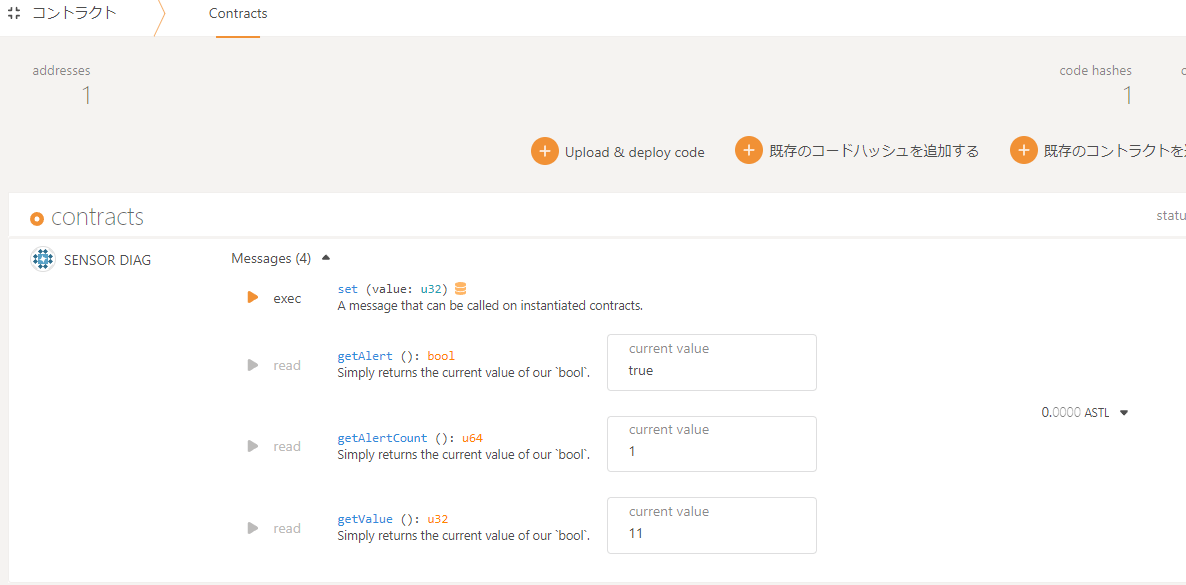 コントラクト
Contracts
addresses
1
code hashes
1
Upload & deploy code
既存のコードハッシュを追加する
既存のコントラクトを
contracts
statu
SENSOR DIAG
Messages (4)
exec
set (value: u32)
A message that can be called on instantiated contracts.
read
getAlert (): bool
Simply returns the current value of our `bool`.
current value
true
0.0000 ASTL
read
getAlertCount (): u64
Simply returns the current value of our `bool`.
current value
1
read
getValue (): u32
Simply returns the current value of our `bool`.
current value
11